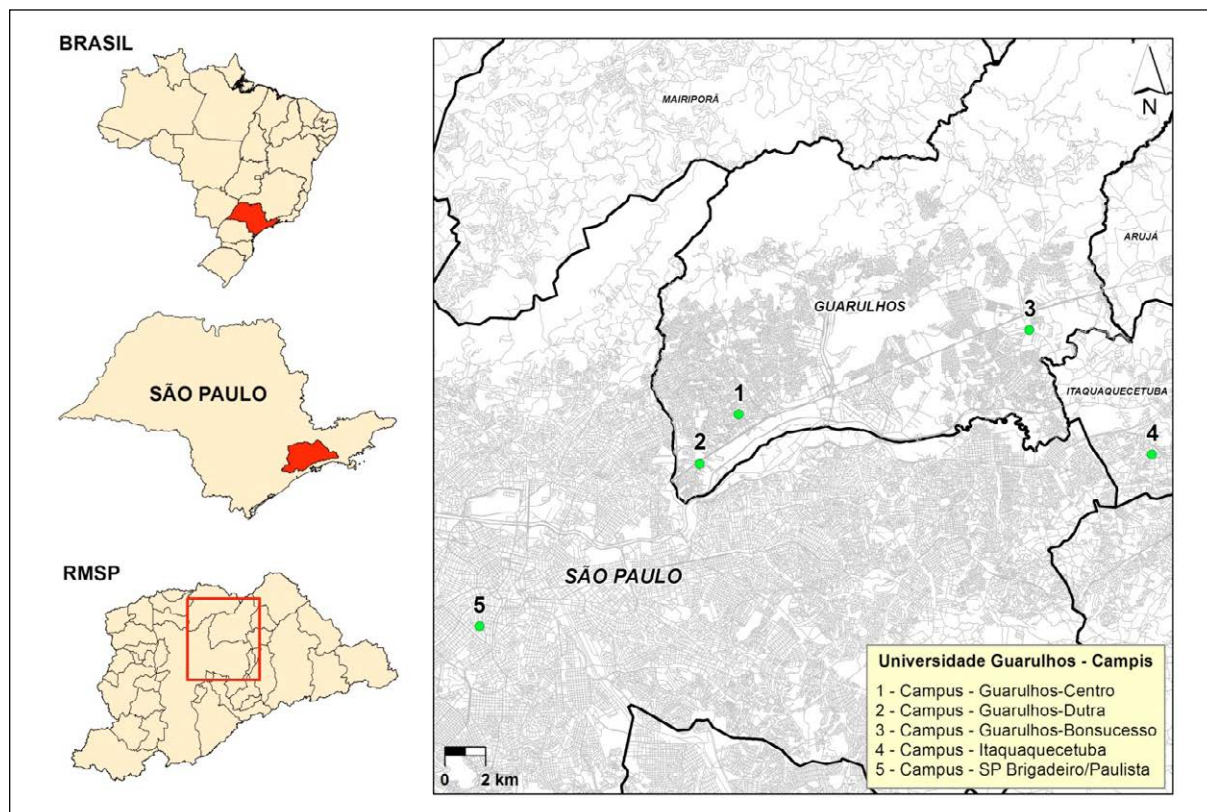 BRASIL
SÃO PAULO
RMSP
MAIRIPORÃ
N
ARUJÁ
GUARULHOS
3
ITAQUAQUECETUBA
1
4
2
SÃO PAULO
5
0 2 km
Universidade Guarulhos - Campis
1 - Campus - Guarulhos-Centro
2 - Campus - Guarulhos-Dutra
3 - Campus - Guarulhos-Bonsucesso
4 - Campus - Itaquaquecetuba
5 - Campus - SP Brigadeiro/Paulista